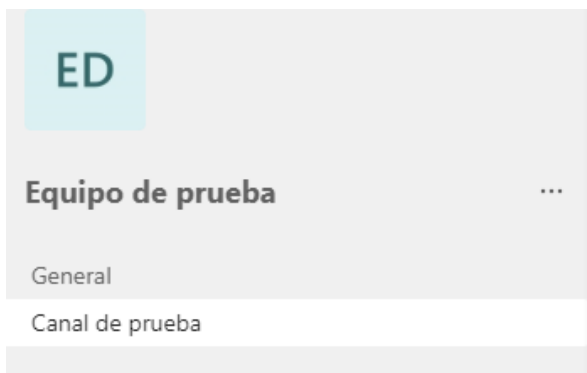 ED
Equipo de prueba ...
General
Canal de prueba